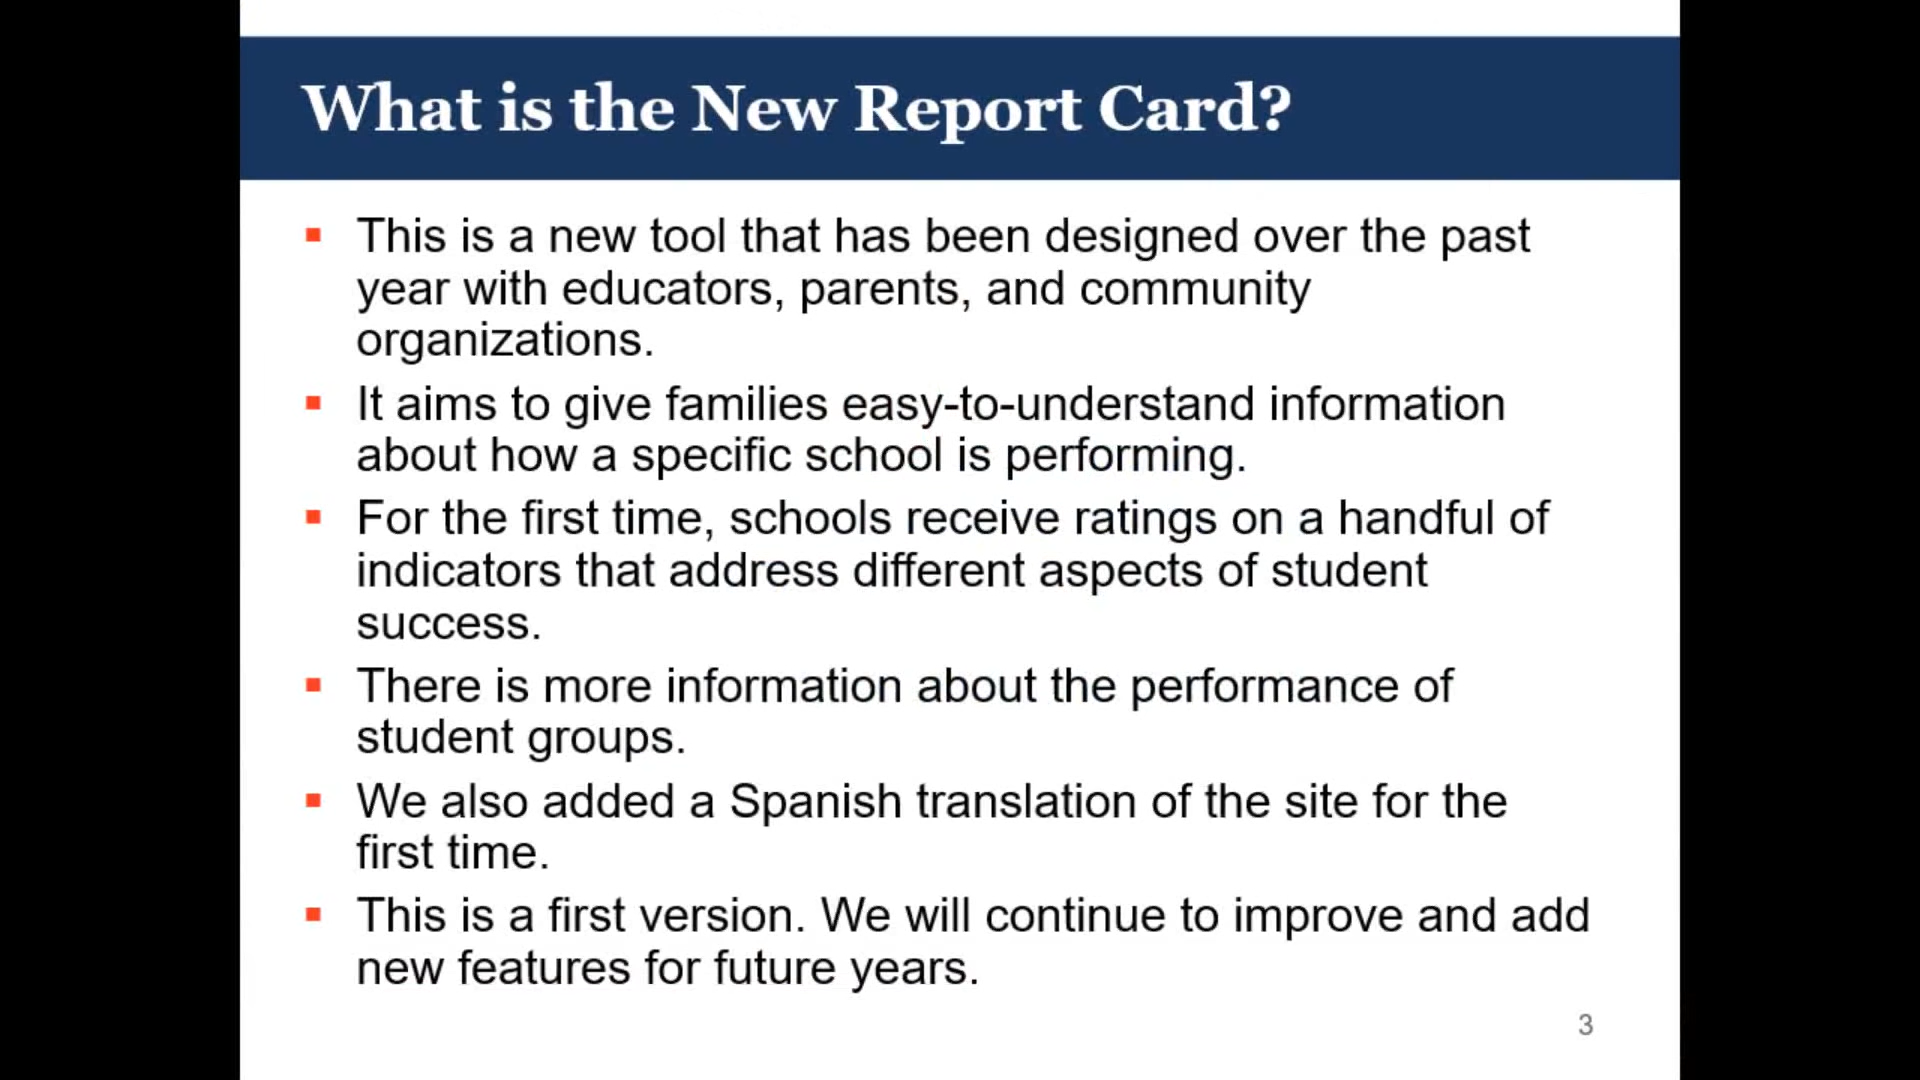 What is the New Report Card?
▪ This is a new tool that has been designed over the past
year with educators, parents, and community
organizations.
▪ It aims to give families easy-to-understand information
about how a specific school is performing.
▪ For the first time, schools receive ratings on a handful of
indicators that address different aspects of student
success.
▪ There is more information about the performance of
student groups.
▪ We also added a Spanish translation of the site for the
first time.
▪ This is a first version. We will continue to improve and add
new features for future years.
3